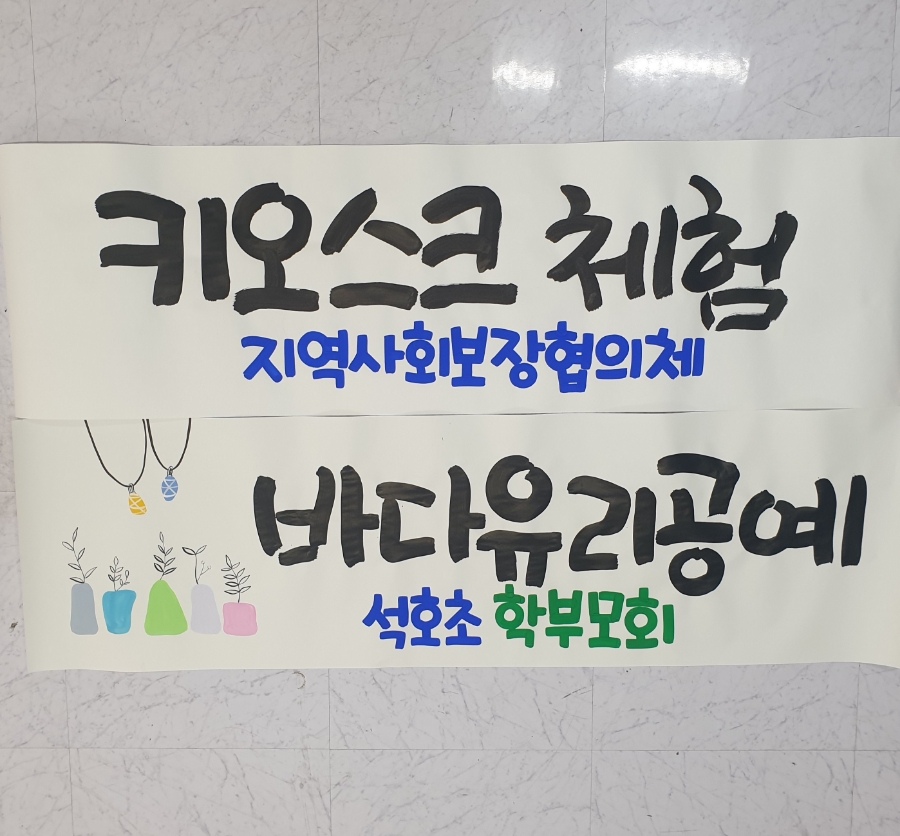 키오스크 체험
지역사회보장협의체
바다유리공예
석호초 학부모회